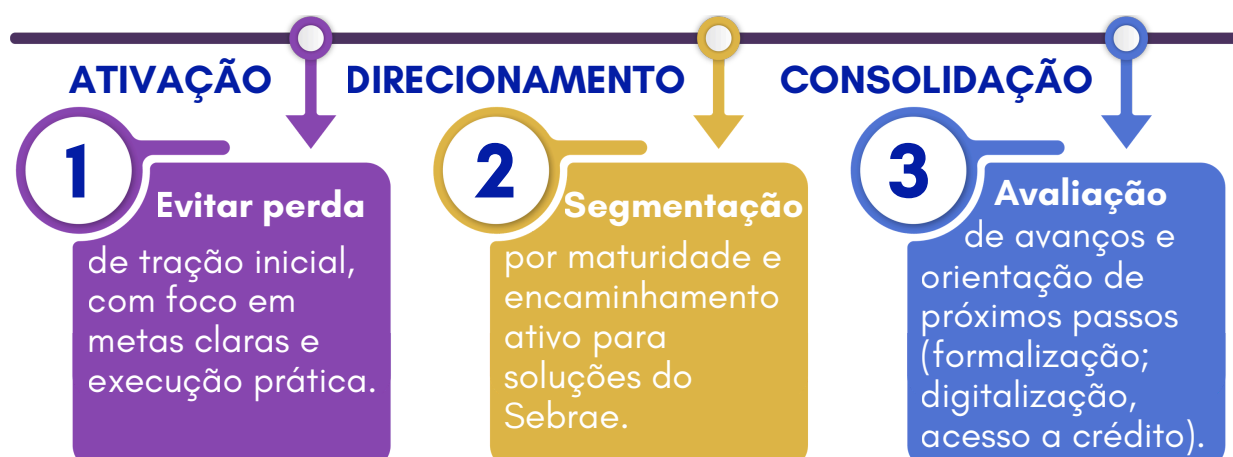 ATIVAÇÃO
1
Evitar perda
de tração inicial,
com foco em
metas claras e
execução prática.
DIRECIONAMENTO
2
Segmentação
por maturidade e
encaminhamento
ativo para
soluções do
Sebrae.
CONSOLIDAÇÃO
3
Avaliação
de avanços e
orientação de
próximos passos
(formalização;
digitalização,
acesso a crédito).